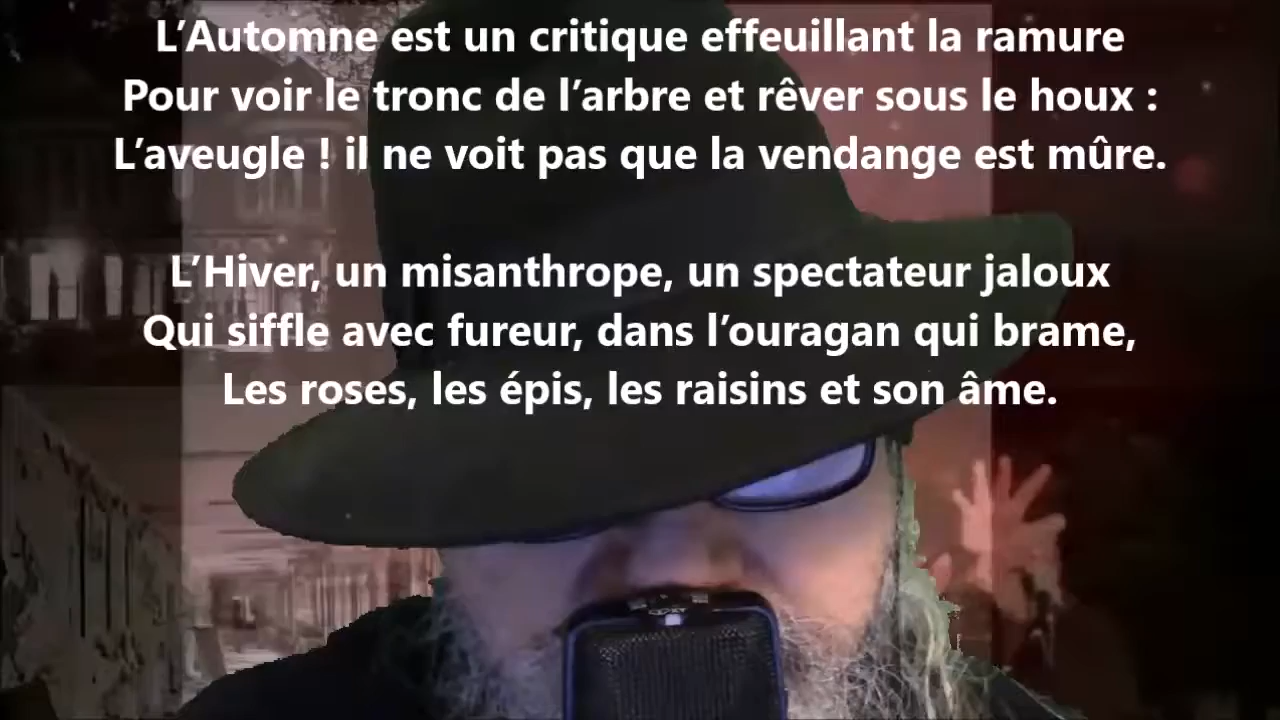 L’Automne est un critique effeuillant la ramure
Pour voir le tronc de l’arbre et rêver sous le houx :
L’aveugle ! il ne voit pas que la vendange est mûre.
L’Hiver, un misanthrope, un spectateur jaloux
Qui siffle avec fureur, dans l’ouragan qui brame,
Les roses, les épis, les raisins et son âme.